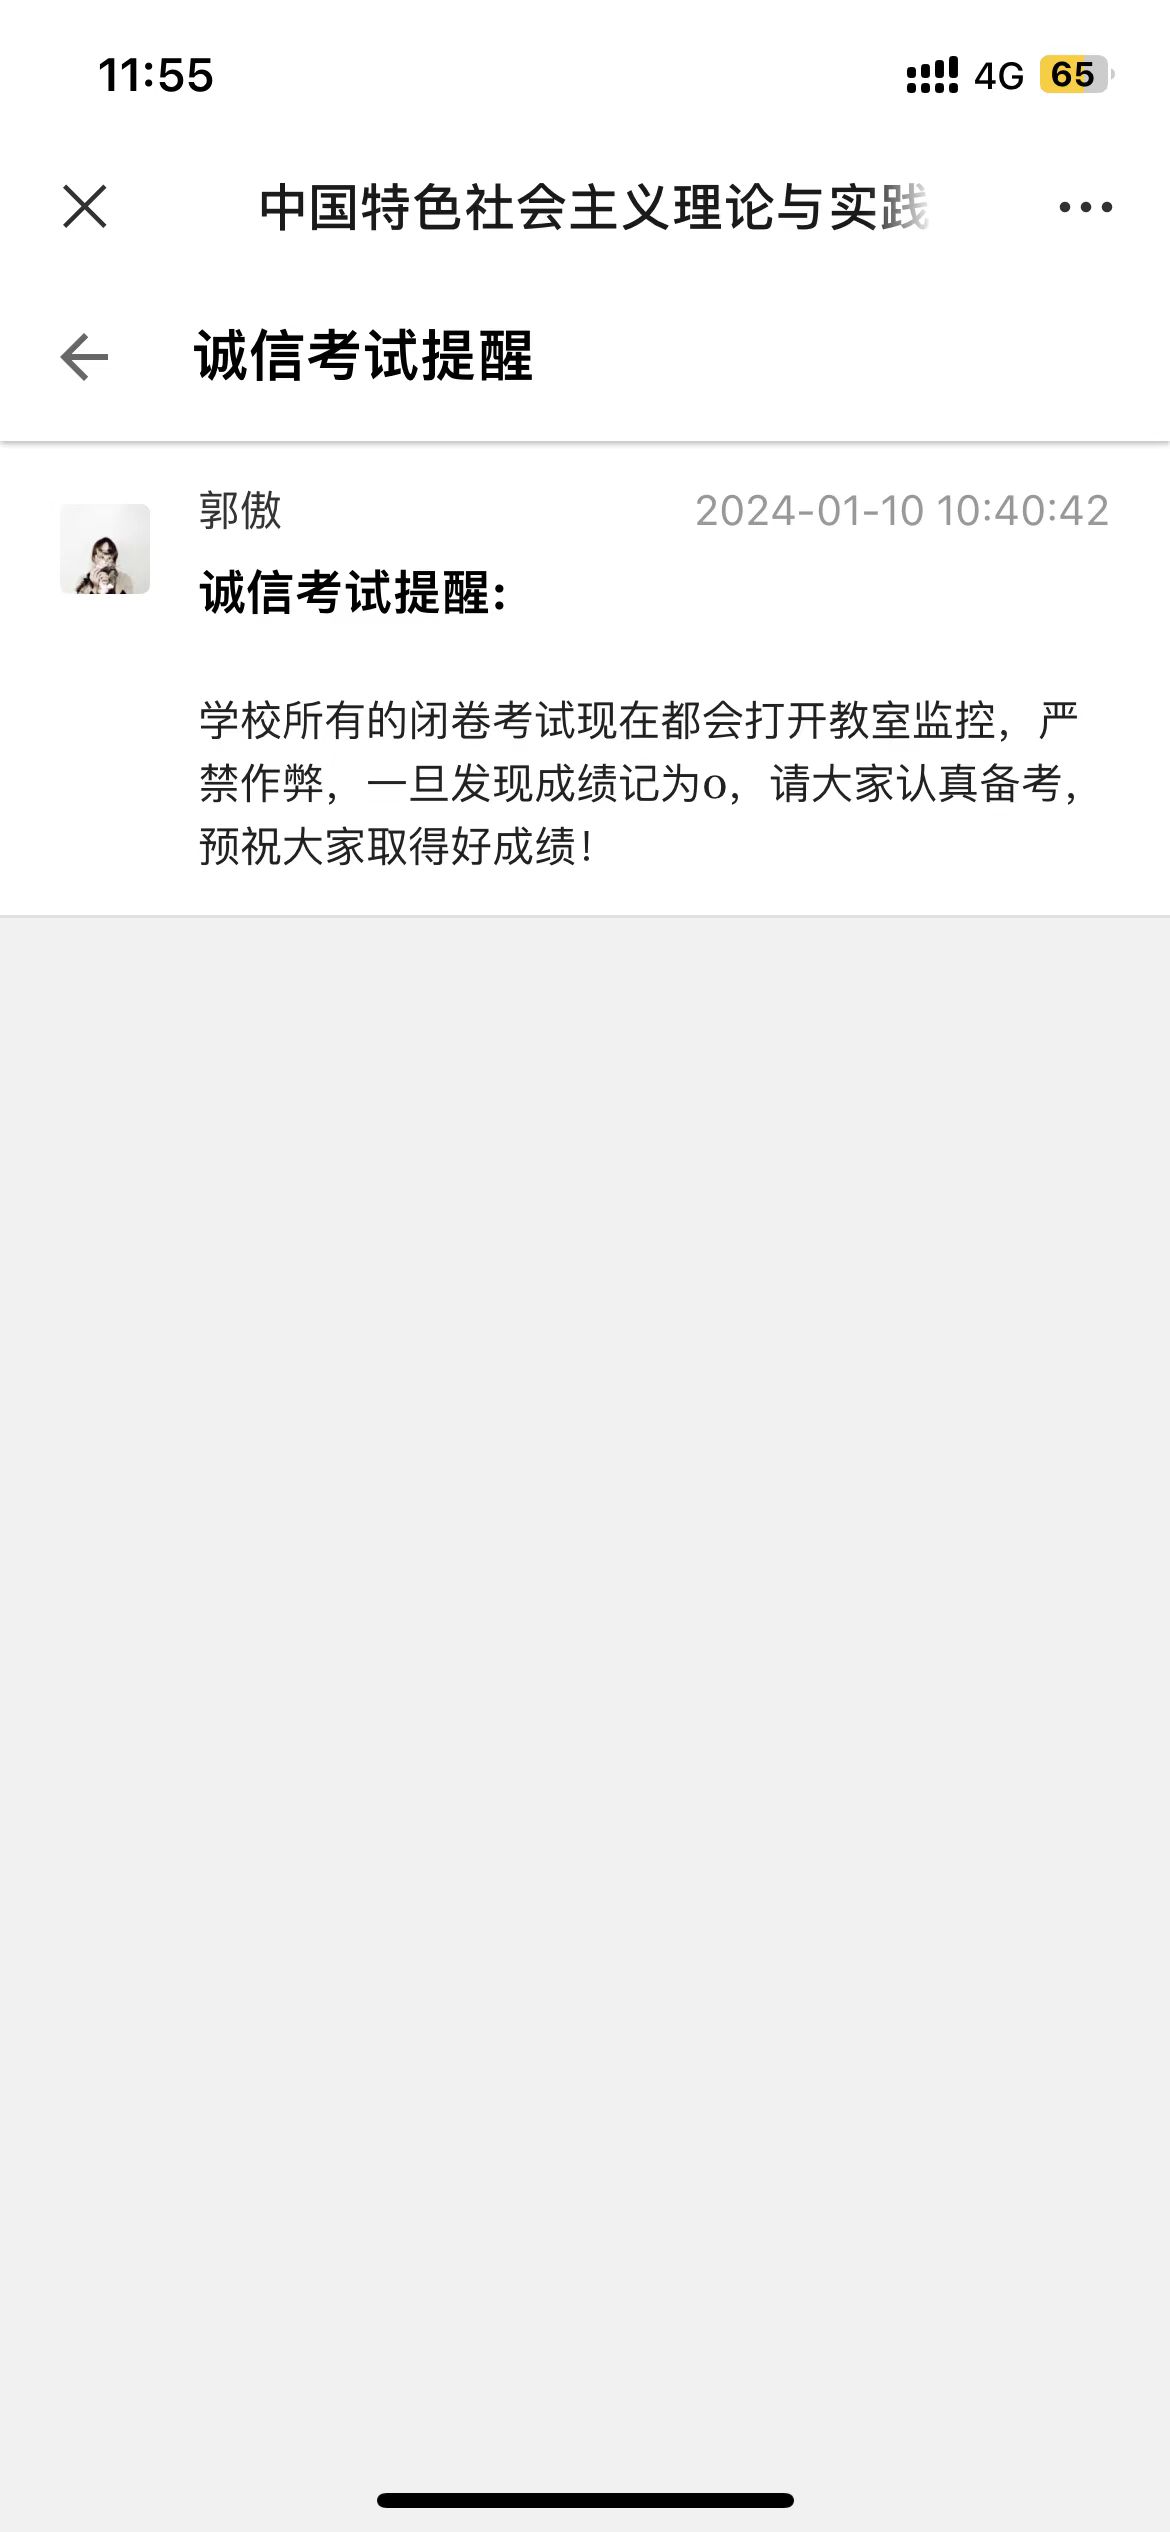 11:55
4G 65
中国特色社会主义理论与实践
诚信考试提醒
郭傲 2024-01-10 10:40:42
诚信考试提醒:
学校所有的闭卷考试现在都会打开教室监控，严
禁作弊，一旦发现成绩记为0，请大家认真备考，
预祝大家取得好成绩！